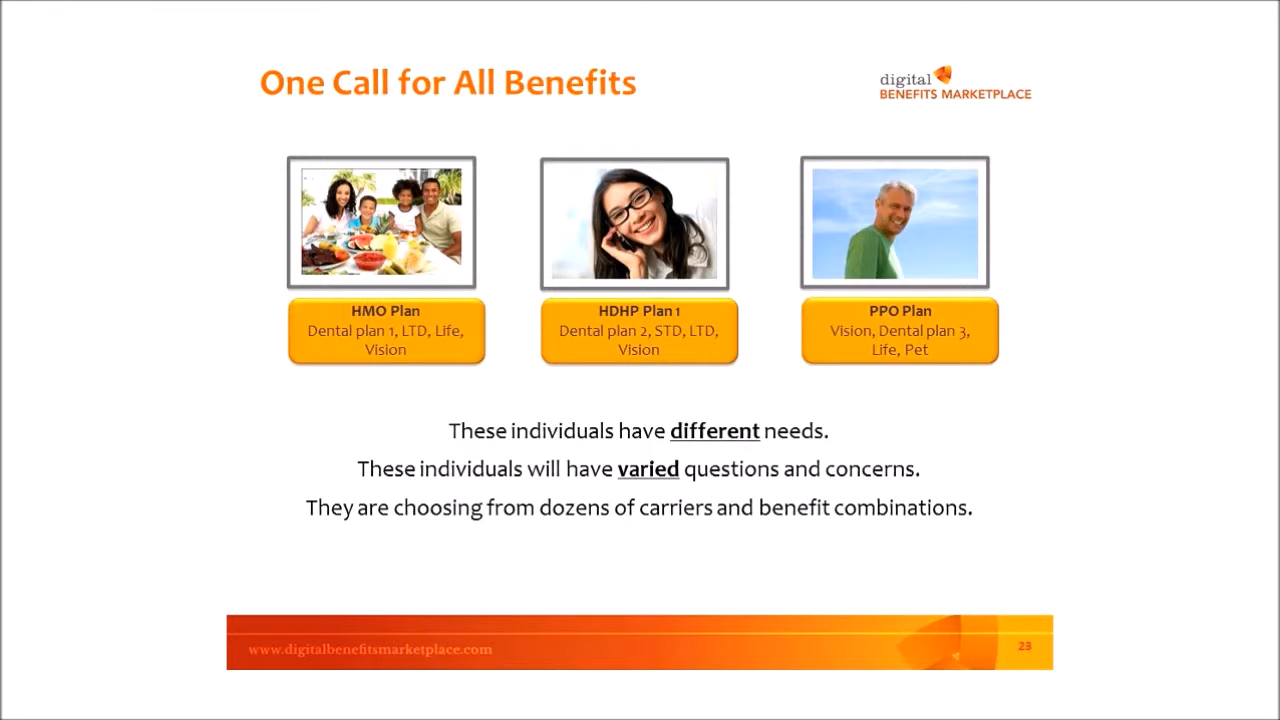 One Call for All Benefits
digital
BENEFITS MARKETPLACE
HMO Plan
Dental plan 1, LTD, Life,
Vision
HDHP Plan 1
Dental plan 2, STD, LTD,
Vision
PPO Plan
Vision, Dental plan 3,
Life, Pet
These individuals have different needs.
These individuals will have varied questions and concerns.
They are choosing from dozens of carriers and benefit combinations.
www.digitalbenefitsmarketplace.com
23